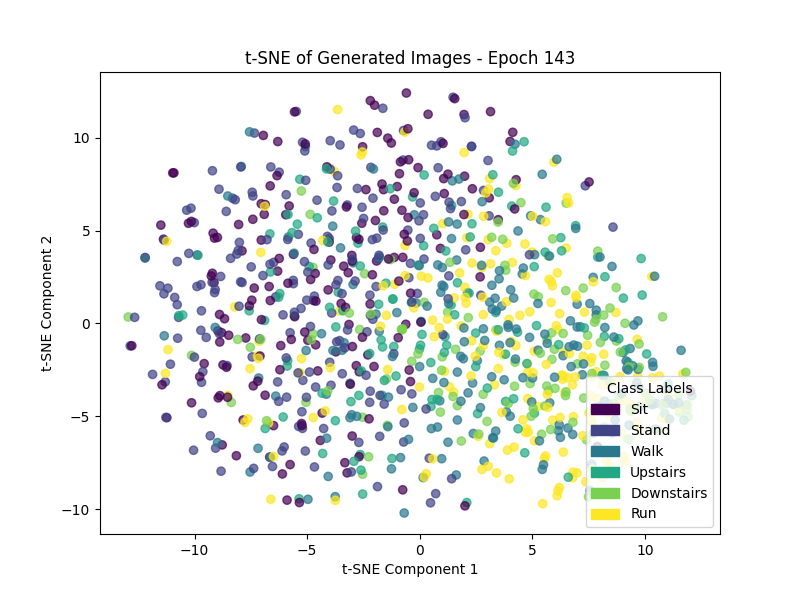 t-SNE of Generated Images - Epoch 143
10
5
0
−5
−10
t-SNE Component 2
Class Labels
Sit
Stand
Walk
Upstairs
Downstairs
Run
−10
−5
0
5
10
t-SNE Component 1